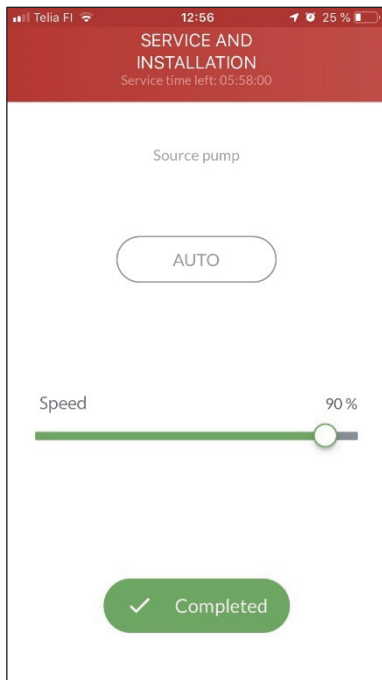 Telia FI 12:56 25 %
SERVICE AND
INSTALLATION
Service time left: 05:58:00
Source pump
AUTO
Speed 90 %
Completed